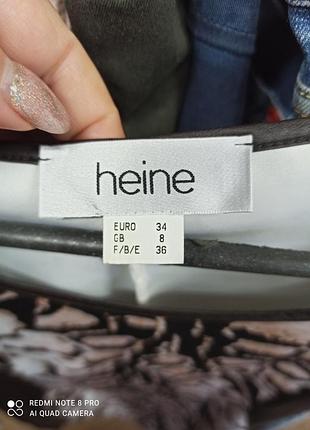 heine
EURO 34
GB 8
F/B/E 36
REDMI NOTE 8 PRO
AI QUAD CAMERA